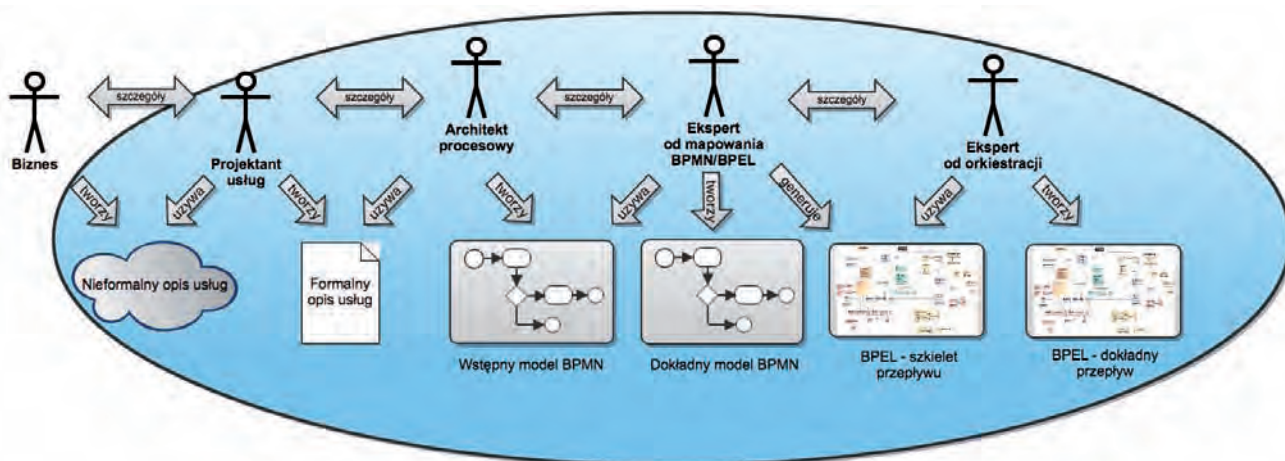 szczegóły
szczegóły
szczegóły
szczegóły
Biznes
Projektant
usług
Architekt
procesowy
Ekspert
od mapowania
BPMN/BPEL
Ekspert
od orkiestracji
tworzy
używa
tworzy
używa
tworzy
używa
tworzy
generuje
używa
tworzy
Nieformalny opis usług
Formalny
opis usług
Wstępny model BPMN
Dokładny model BPMN
BPEL - szkielet
przepływu
BPEL - dokładny
przepływ